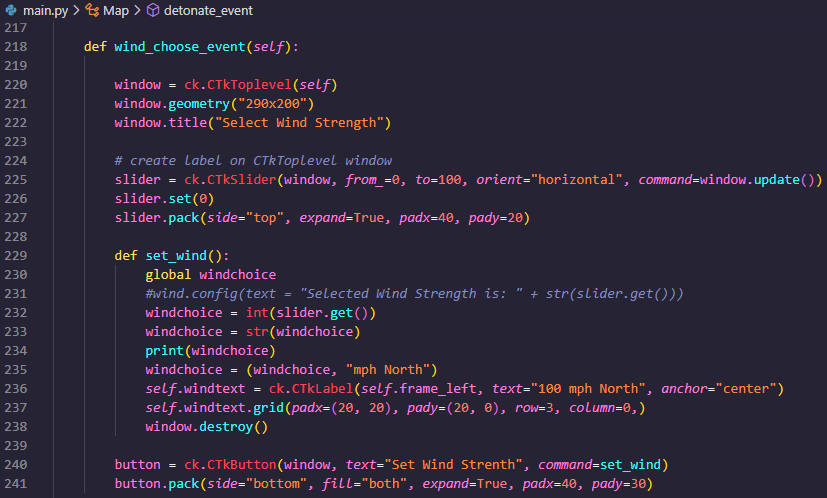 main.py > Map > detonate_event
217
218 def wind_choose_event(self):
219
220 window = ck.CTkToplevel(self)
221 window.geometry("290x200")
222 window.title("Select Wind Strength")
223
224 # create label on CTkToplevel window
225 slider = ck.CTkSlider(window, from_=0, to=100, orient="horizontal", command=window.update())
226 slider.set(0)
227 slider.pack(side="top", expand=True, padx=40, pady=20)
228
229 def set_wind():
230 global windchoice
231 #wind.config(text = "Selected Wind Strength is: " + str(slider.get()))
232 windchoice = int(slider.get())
233 windchoice = str(windchoice)
234 print(windchoice)
235 windchoice = (windchoice, "mph North")
236 self.windtext = ck.CTkLabel(self.frame_left, text="100 mph North", anchor="center")
237 self.windtext.grid(padx=(20, 20), pady=(20, 0), row=3, column=0,)
238 window.destroy()
239
240 button = ck.CTkButton(window, text="Set Wind Strenth", command=set_wind)
241 button.pack(side="bottom", fill="both", expand=True, padx=40, pady=30)